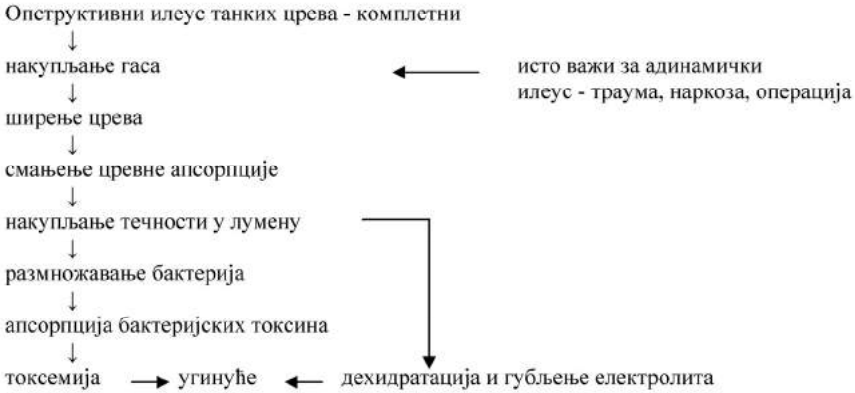 Опструктивни илеус танких црева - комплетни
↓
накупљање гаса ← исто важи за адинамички
илеус - траума, наркоза, операција
↓
ширење црева
↓
смањење цревне апсорпције
↓
накупљање течности у лумену
↓
размножавање бактерија
↓
апсорпција бактеријских токсина
↓
токсемија → угинуће ← дехидратација и губљење електролита